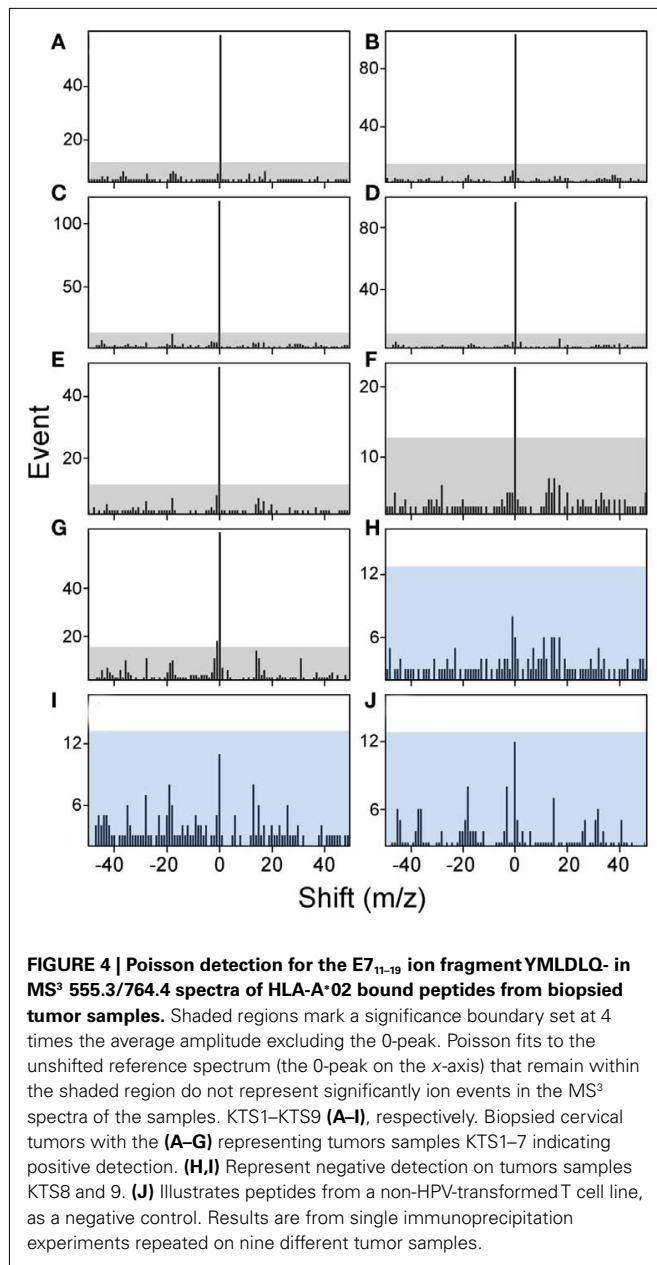 A
40
20
B
80
40
C
100
50
D
80
40
E
40
20
F
20
10
G
40
20
H
12
6
I
12
6
J
12
6
Event
-40 -20 0 20 40
-40 -20 0 20 40
Shift (m/z)
FIGURE 4 | Poisson detection for the E7₁₁₋₁₉ ion fragment YMLDLQ- in
MS³ 555.3/764.4 spectra of HLA-A*02 bound peptides from biopsied
tumor samples. Shaded regions mark a significance boundary set at 4
times the average amplitude excluding the 0-peak. Poisson fits to the
unshifted reference spectrum (the 0-peak on the x-axis) that remain within
the shaded region do not represent significantly ion events in the MS³
spectra of the samples. KTS1–KTS9 (A–I), respectively. Biopsied cervical
tumors with the (A–G) representing tumors samples KTS1–7 indicating
positive detection. (H,I) Represent negative detection on tumors samples
KTS8 and 9. (J) Illustrates peptides from a non-HPV-transformed T cell line,
as a negative control. Results are from single immunoprecipitation
experiments repeated on nine different tumor samples.